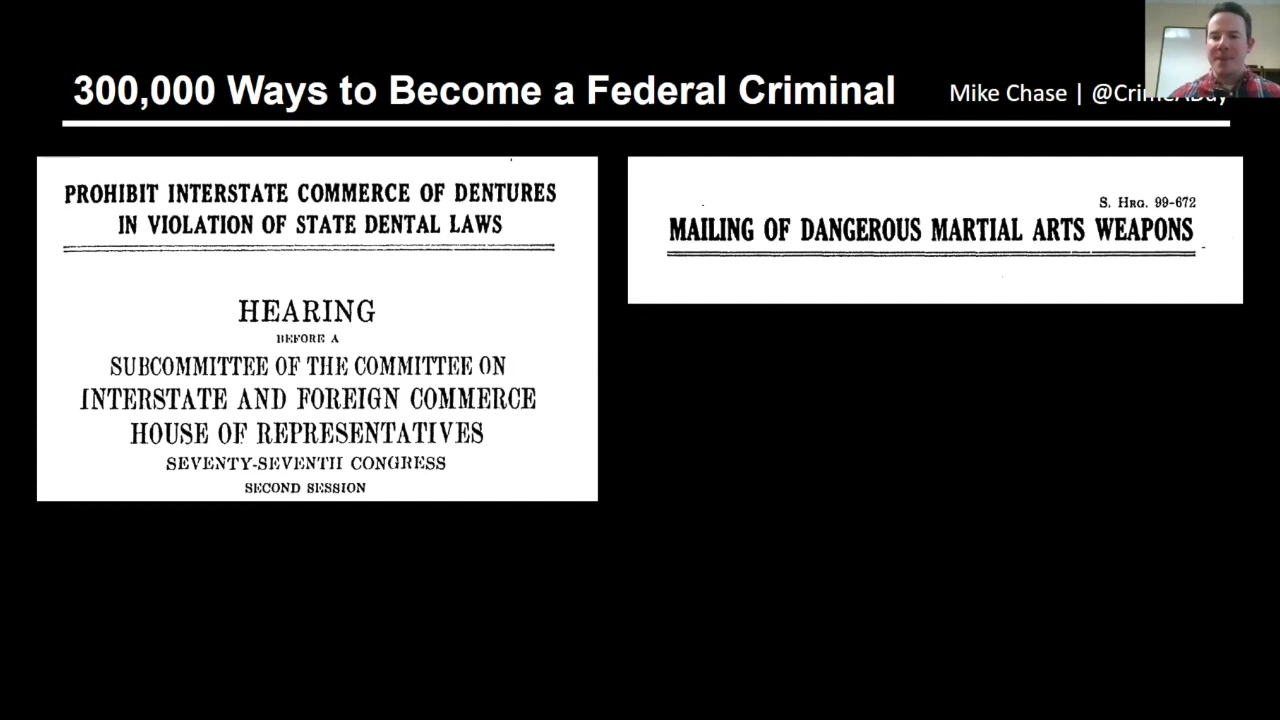 300,000 Ways to Become a Federal Criminal
Mike Chase | @Crim
PROHIBIT INTERSTATE COMMERCE OF DENTURES
IN VIOLATION OF STATE DENTAL LAWS
HEARING
BEFORE A
SUBCOMMITTEE OF THE COMMITTEE ON
INTERSTATE AND FOREIGN COMMERCE
HOUSE OF REPRESENTATIVES
SEVENTY-SEVENTH CONGRESS
SECOND SESSION
S. HRG. 99-672
MAILING OF DANGEROUS MARTIAL ARTS WEAPONS